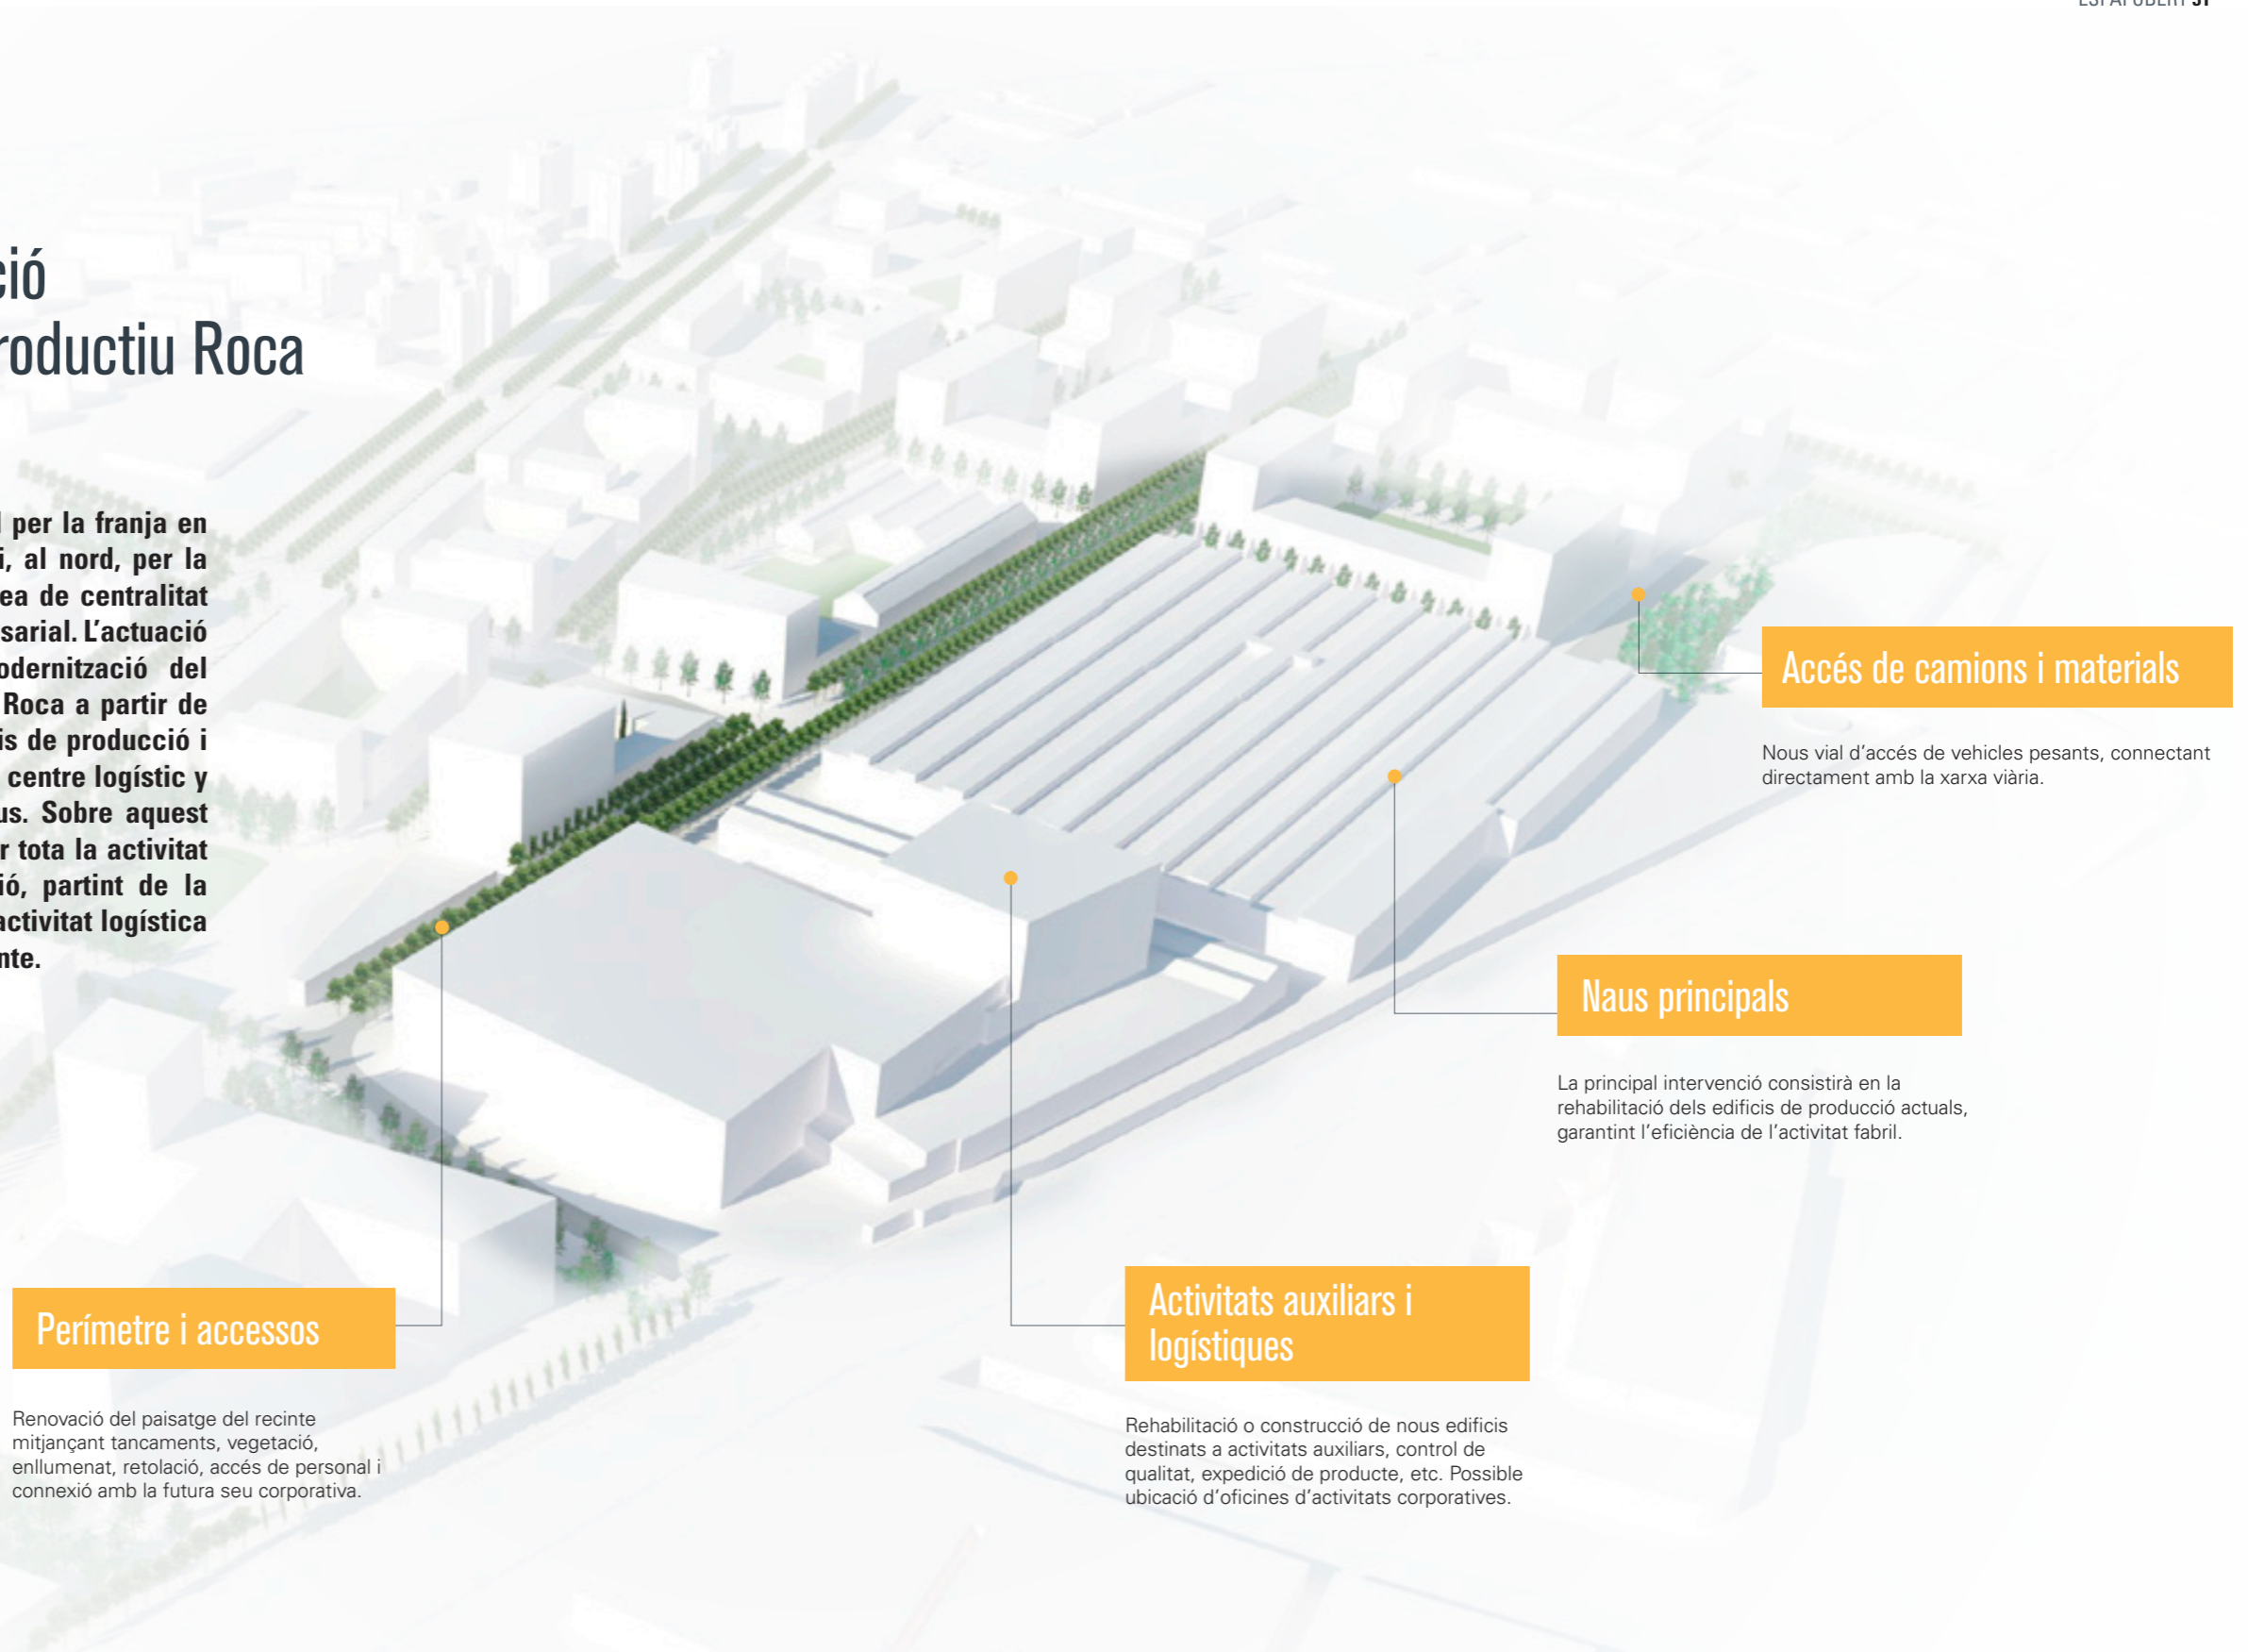 ció
roductiu Roca
per la franja en
i, al nord, per la
ea de centralitat
sarial. L’actuació
odernització del
Roca a partir de
is de producció i
centre logístic y
us. Sobre aquest
r tota la activitat
ió, partint de la
activitat logística
nte.
Accés de camions i materials
Nous vial d’accés de vehicles pesants, connectant
directament amb la xarxa viària.
Naus principals
La principal intervenció consistirà en la
rehabilitació dels edificis de producció actuals,
garantint l’eficiència de l’activitat fabril.
Activitats auxiliars i
logístiques
Rehabilitació o construcció de nous edificis
destinats a activitats auxiliars, control de
qualitat, expedició de producte, etc. Possible
ubicació d’oficines d’activitats corporatives.
Perímetre i accessos
Renovació del paisatge del recinte
mitjançant tancaments, vegetació,
enllumenat, retolació, accés de personal i
connexió amb la futura seu corporativa.